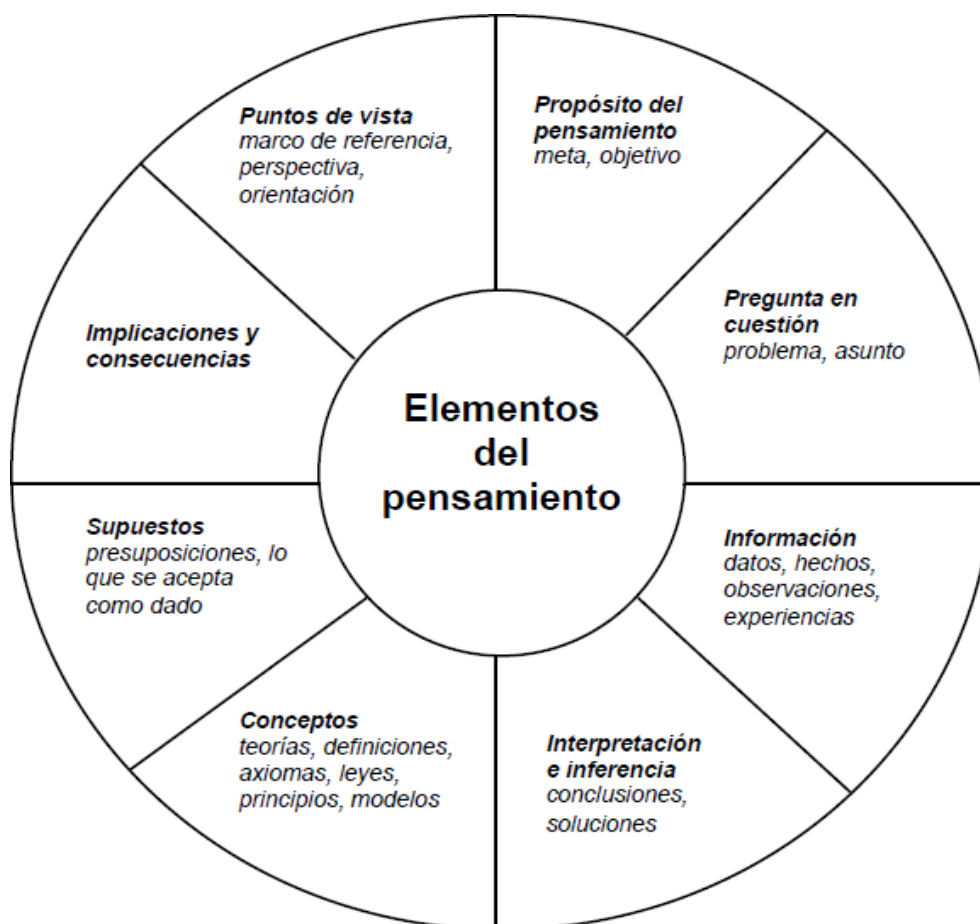 Puntos de vista
marco de referencia,
perspectiva,
orientación
Propósito del
pensamiento
meta, objetivo
Pregunta en
cuestión
problema, asunto
Implicaciones y
consecuencias
Elementos
del
pensamiento
Supuestos
presuposiciones, lo
que se acepta
como dado
Información
datos, hechos,
observaciones,
experiencias
Conceptos
teorías, definiciones,
axiomas, leyes,
principios, modelos
Interpretación
e inferencia
conclusiones,
soluciones